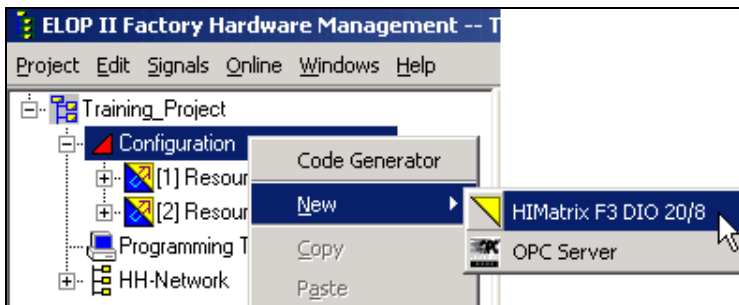 ELOP II Factory Hardware Management -- T
Project Edit Signals Online Windows Help
Training_Project
Configuration
Code Generator
[1] Resour
New
HIMatrix F3 DIO 20/8
[2] Resour
OPC Server
Programming T
Copy
HH-Network
Paste